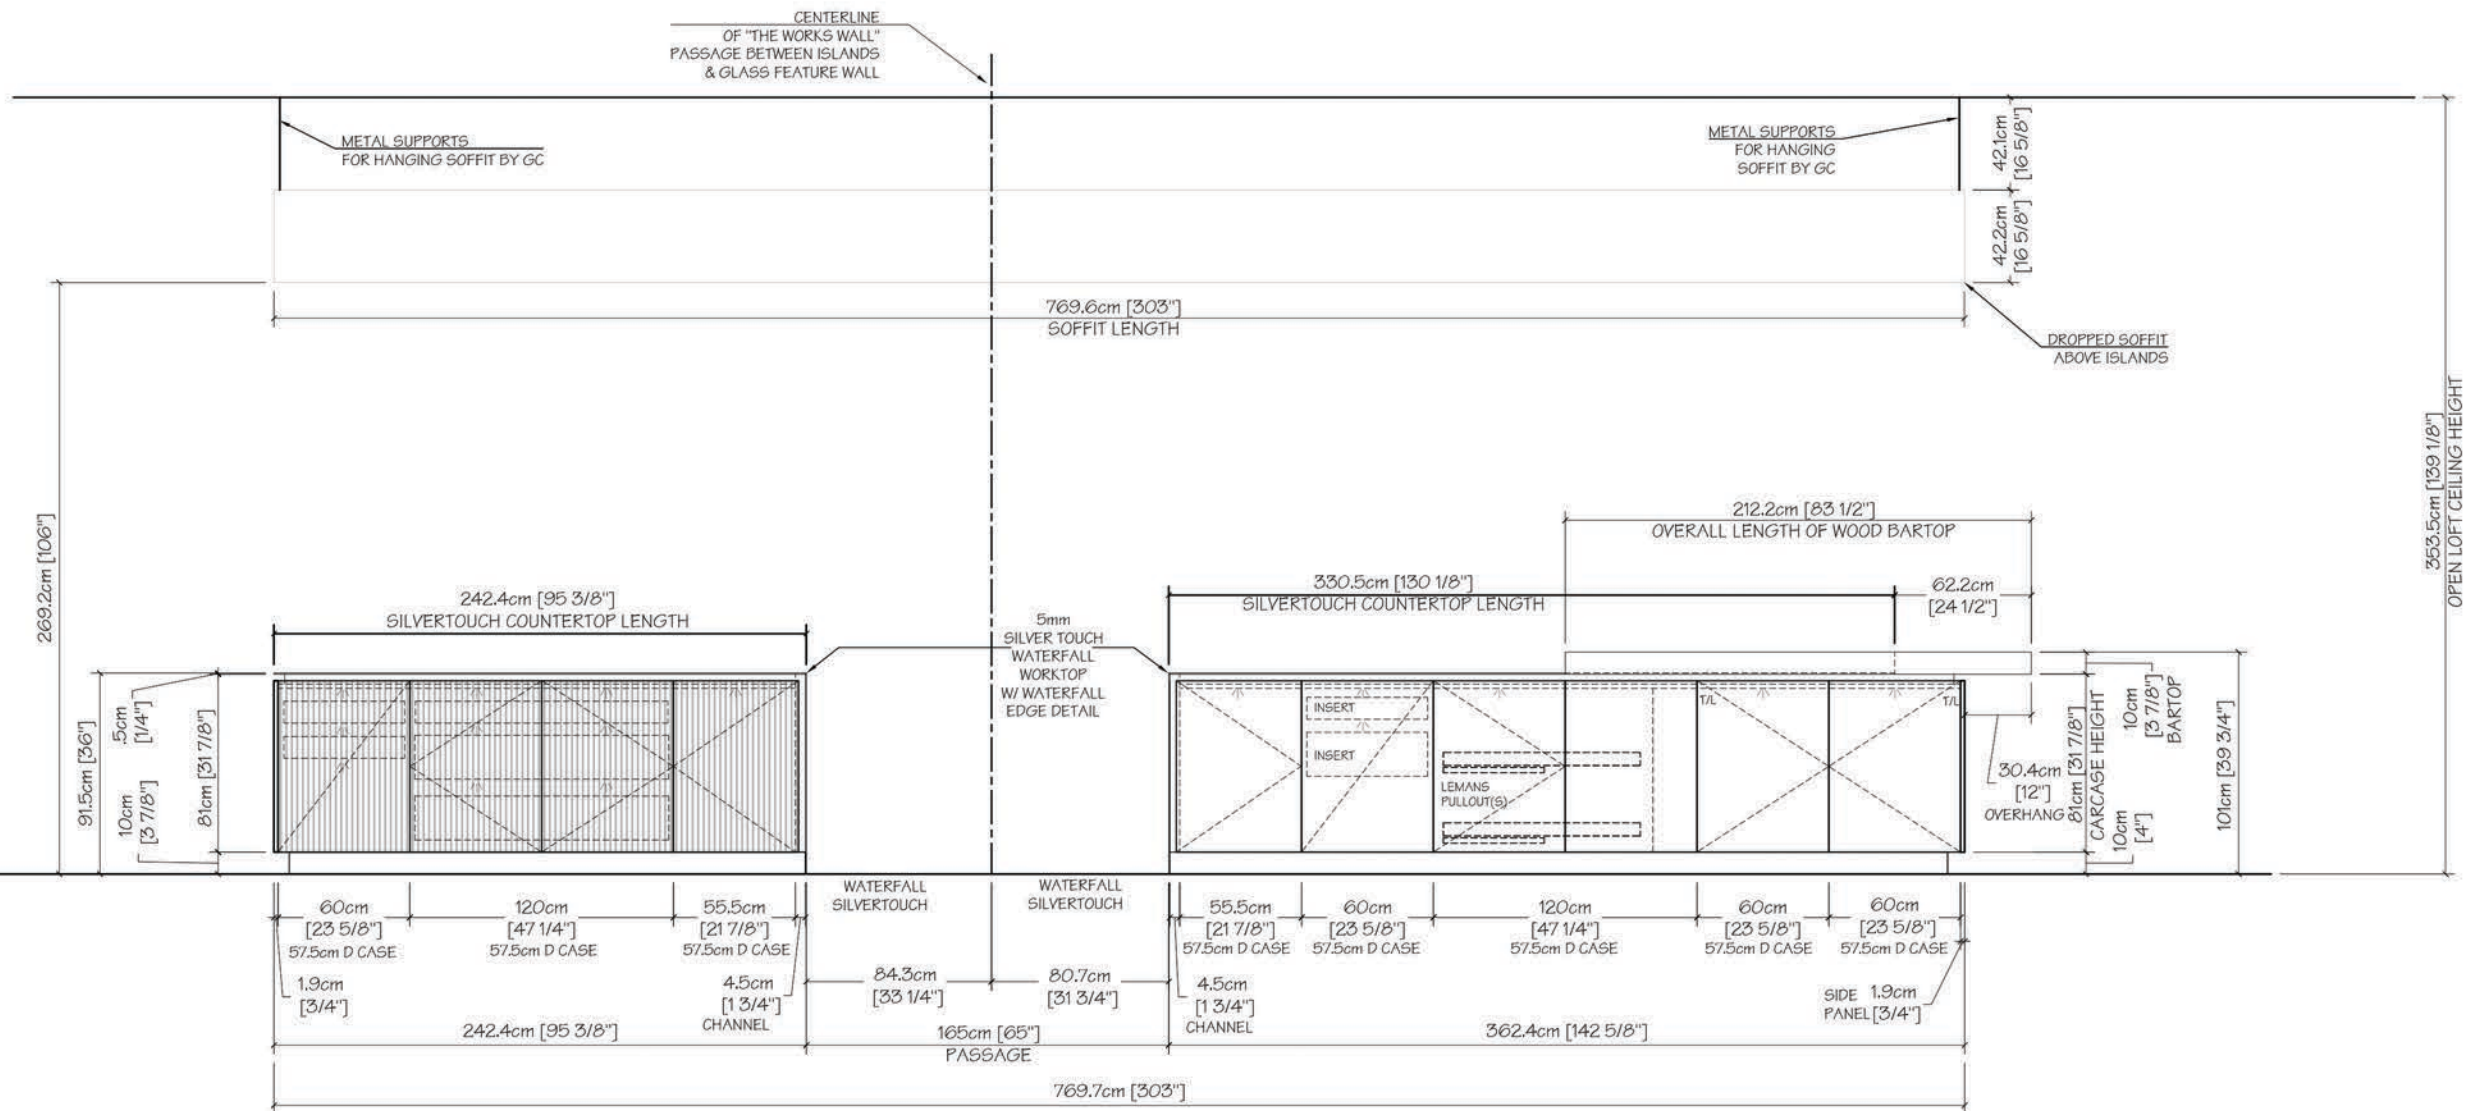 CENTERLINE
OF "THE WORKS WALL"
PASSAGE BETWEEN ISLANDS
& GLASS FEATURE WALL
METAL SUPPORTS
FOR HANGING SOFFIT BY GC
METAL SUPPORTS
FOR HANGING
SOFFIT BY GC
42.1cm
[16 5/8"]
42.2cm
[16 5/8"]
769.6cm [303"]
SOFFIT LENGTH
DROPPED SOFFIT
ABOVE ISLANDS
353.5cm [139 1/8"]
OPEN LOFT CEILING HEIGHT
269.2cm [106"]
212.2cm [83 1/2"]
OVERALL LENGTH OF WOOD BARTOP
242.4cm [95 3/8"]
SILVERTOUCH COUNTERTOP LENGTH
330.5cm [130 1/8"]
SILVERTOUCH COUNTERTOP LENGTH
62.2cm
[24 1/2"]
5mm
SILVER TOUCH
WATERFALL
WORKTOP
W/ WATERFALL
EDGE DETAIL
91.5cm [36"]
.5cm
[1/4"]
10cm
[3 7/8"]
81cm [31 7/8"]
INSERT
INSERT
LEMANS
PULLOUT(S)
T/L
T/L
30.4cm
[12"]
OVERHANG
81cm [31 7/8"]
CARCASE HEIGHT
10cm
[3 7/8"]
BARTOP
10cm
[4"]
101cm [39 3/4"]
WATERFALL
SILVERTOUCH
WATERFALL
SILVERTOUCH
60cm
[23 5/8"]
57.5cm D CASE
120cm
[47 1/4"]
57.5cm D CASE
55.5cm
[21 7/8"]
57.5cm D CASE
55.5cm
[21 7/8"]
57.5cm D CASE
60cm
[23 5/8"]
57.5cm D CASE
120cm
[47 1/4"]
57.5cm D CASE
60cm
[23 5/8"]
57.5cm D CASE
60cm
[23 5/8"]
57.5cm D CASE
1.9cm
[3/4"]
4.5cm
[1 3/4"]
CHANNEL
84.3cm
[33 1/4"]
80.7cm
[31 3/4"]
4.5cm
[1 3/4"]
CHANNEL
SIDE 1.9cm
PANEL [3/4"]
242.4cm [95 3/8"]
165cm [65"]
PASSAGE
362.4cm [142 5/8"]
769.7cm [303"]